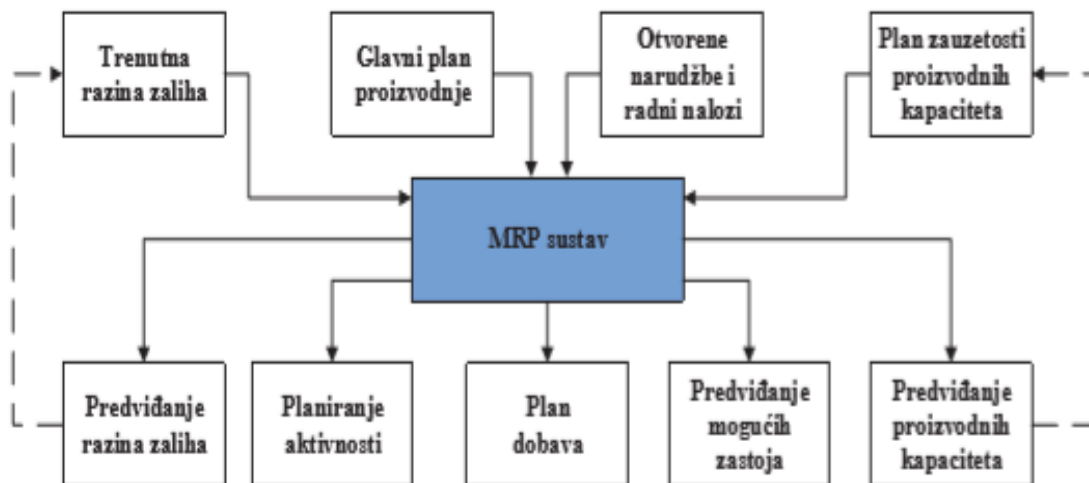 Trenutna
razina zaliha
Glavni plan
proizvodnje
Otvorene
narudžbe i
radni nalozi
Plan zauzetosti
proizvodnih
kapaciteta
MRP sustav
Predviđanje
razina zaliha
Planiranje
aktivnosti
Plan
dobava
Predviđanje
mogućih
zastoja
Predviđanje
proizvodnih
kapaciteta